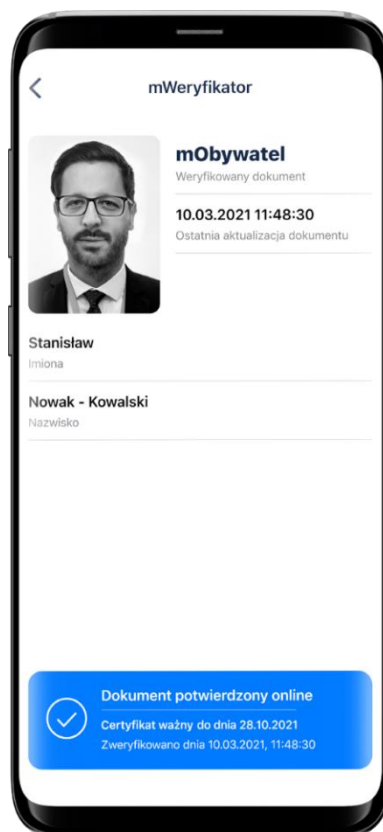 mWeryfikator
mObywatel
Weryfikowany dokument
10.03.2021 11:48:30
Ostatnia aktualizacja dokumentu
Stanisław
Imiona
Nowak - Kowalski
Nazwisko
Dokument potwierdzony online
Certyfikat ważny do dnia 28.10.2021
Zweryfikowano dnia 10.03.2021, 11:48:30